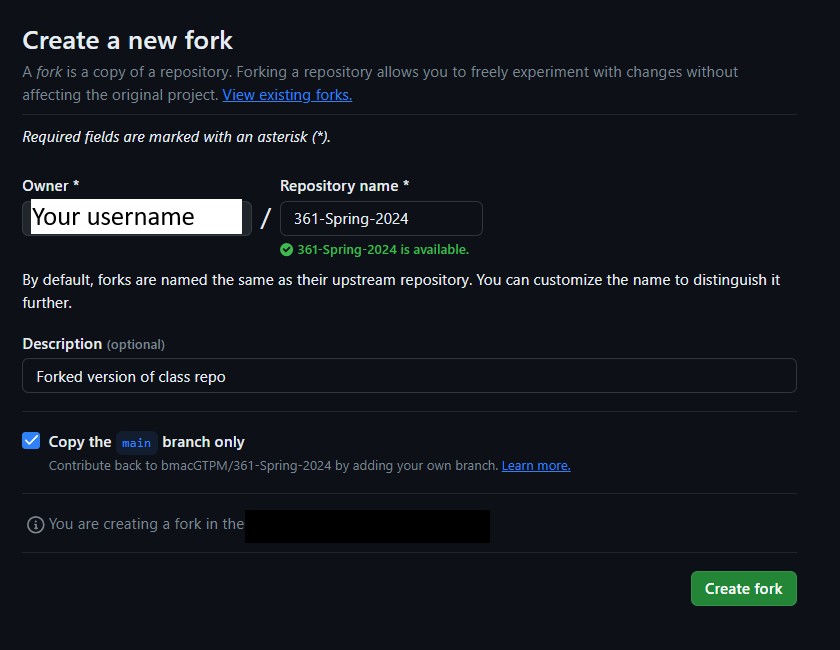 Create a new fork
A fork is a copy of a repository. Forking a repository allows you to freely experiment with changes without
affecting the original project. View existing forks.
Required fields are marked with an asterisk (*).
Owner * Repository name *
Your username / 361-Spring-2024
361-Spring-2024 is available.
By default, forks are named the same as their upstream repository. You can customize the name to distinguish it
further.
Description (optional)
Forked version of class repo
Copy the main branch only
Contribute back to bmacGTPM/361-Spring-2024 by adding your own branch. Learn more.
You are creating a fork in the
Create fork